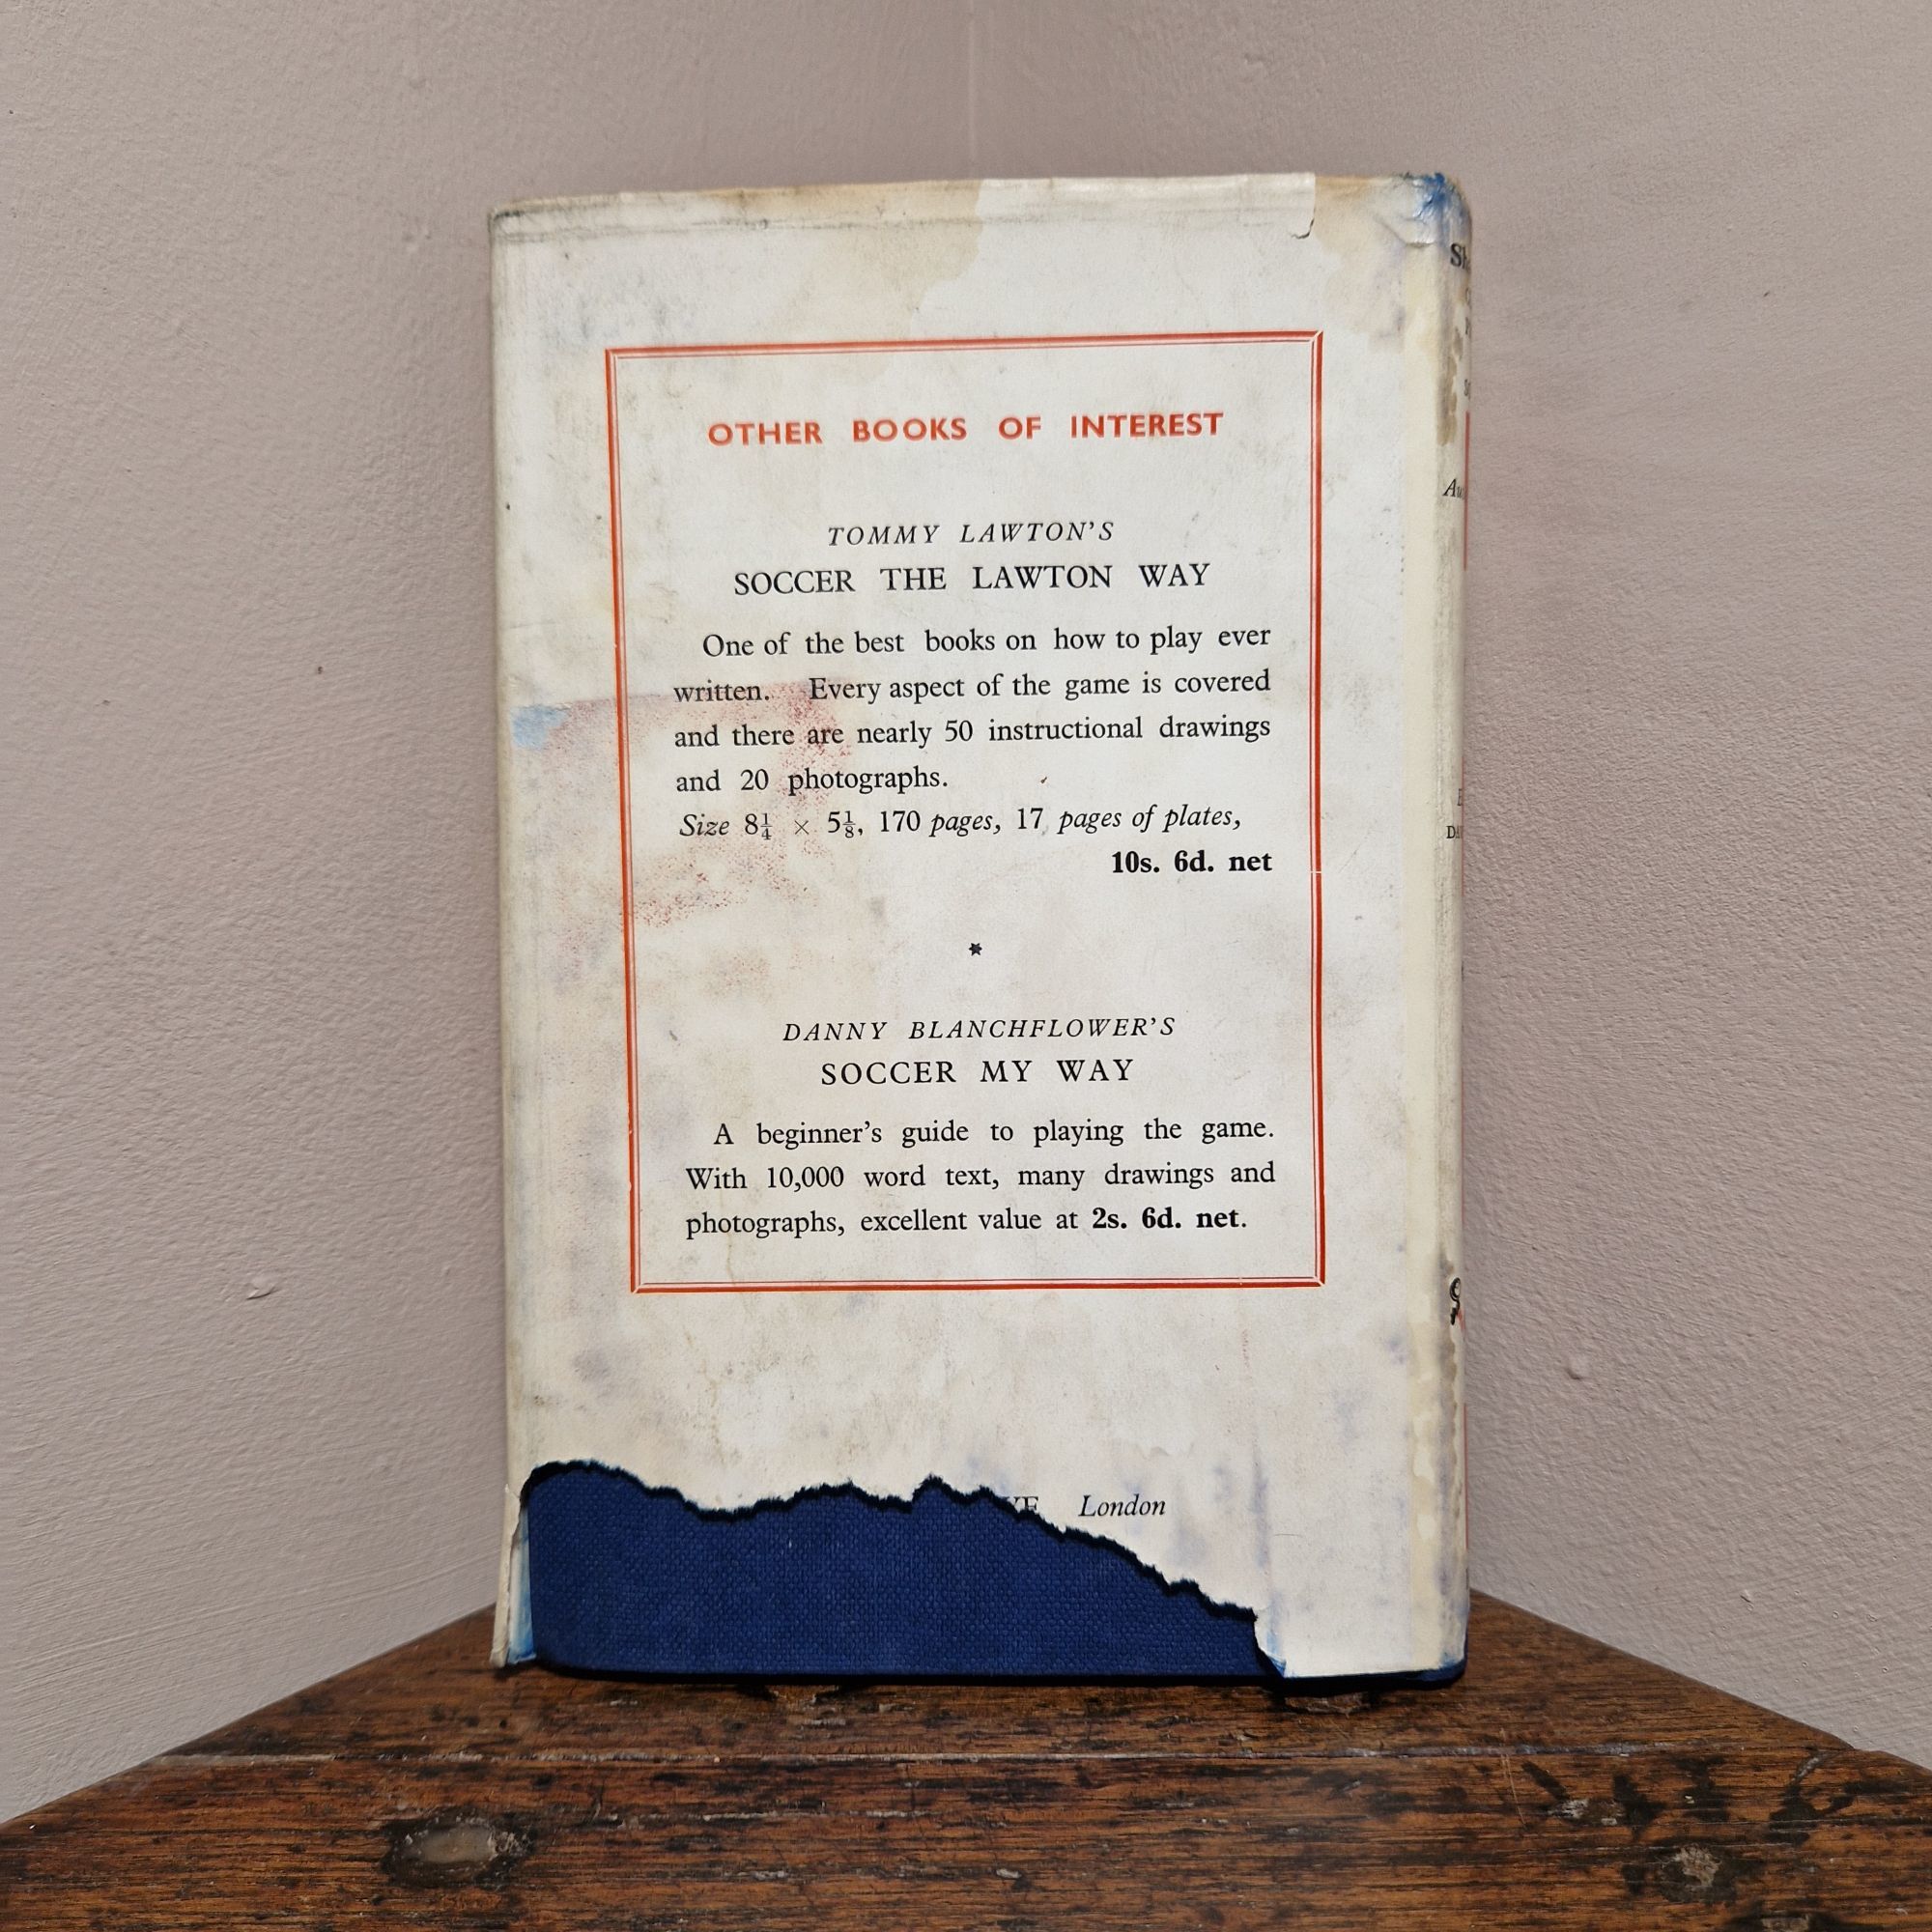 OTHER BOOKS OF INTEREST
TOMMY LAWTON'S
SOCCER THE LAWTON WAY
One of the best books on how to play ever
written. Every aspect of the game is covered
and there are nearly 50 instructional drawings
and 20 photographs.
Size 8¼ × 5⅛, 170 pages, 17 pages of plates,
10s. 6d. net
*
DANNY BLANCHFLOWER'S
SOCCER MY WAY
A beginner's guide to playing the game.
With 10,000 word text, many drawings and
photographs, excellent value at 2s. 6d. net.
London